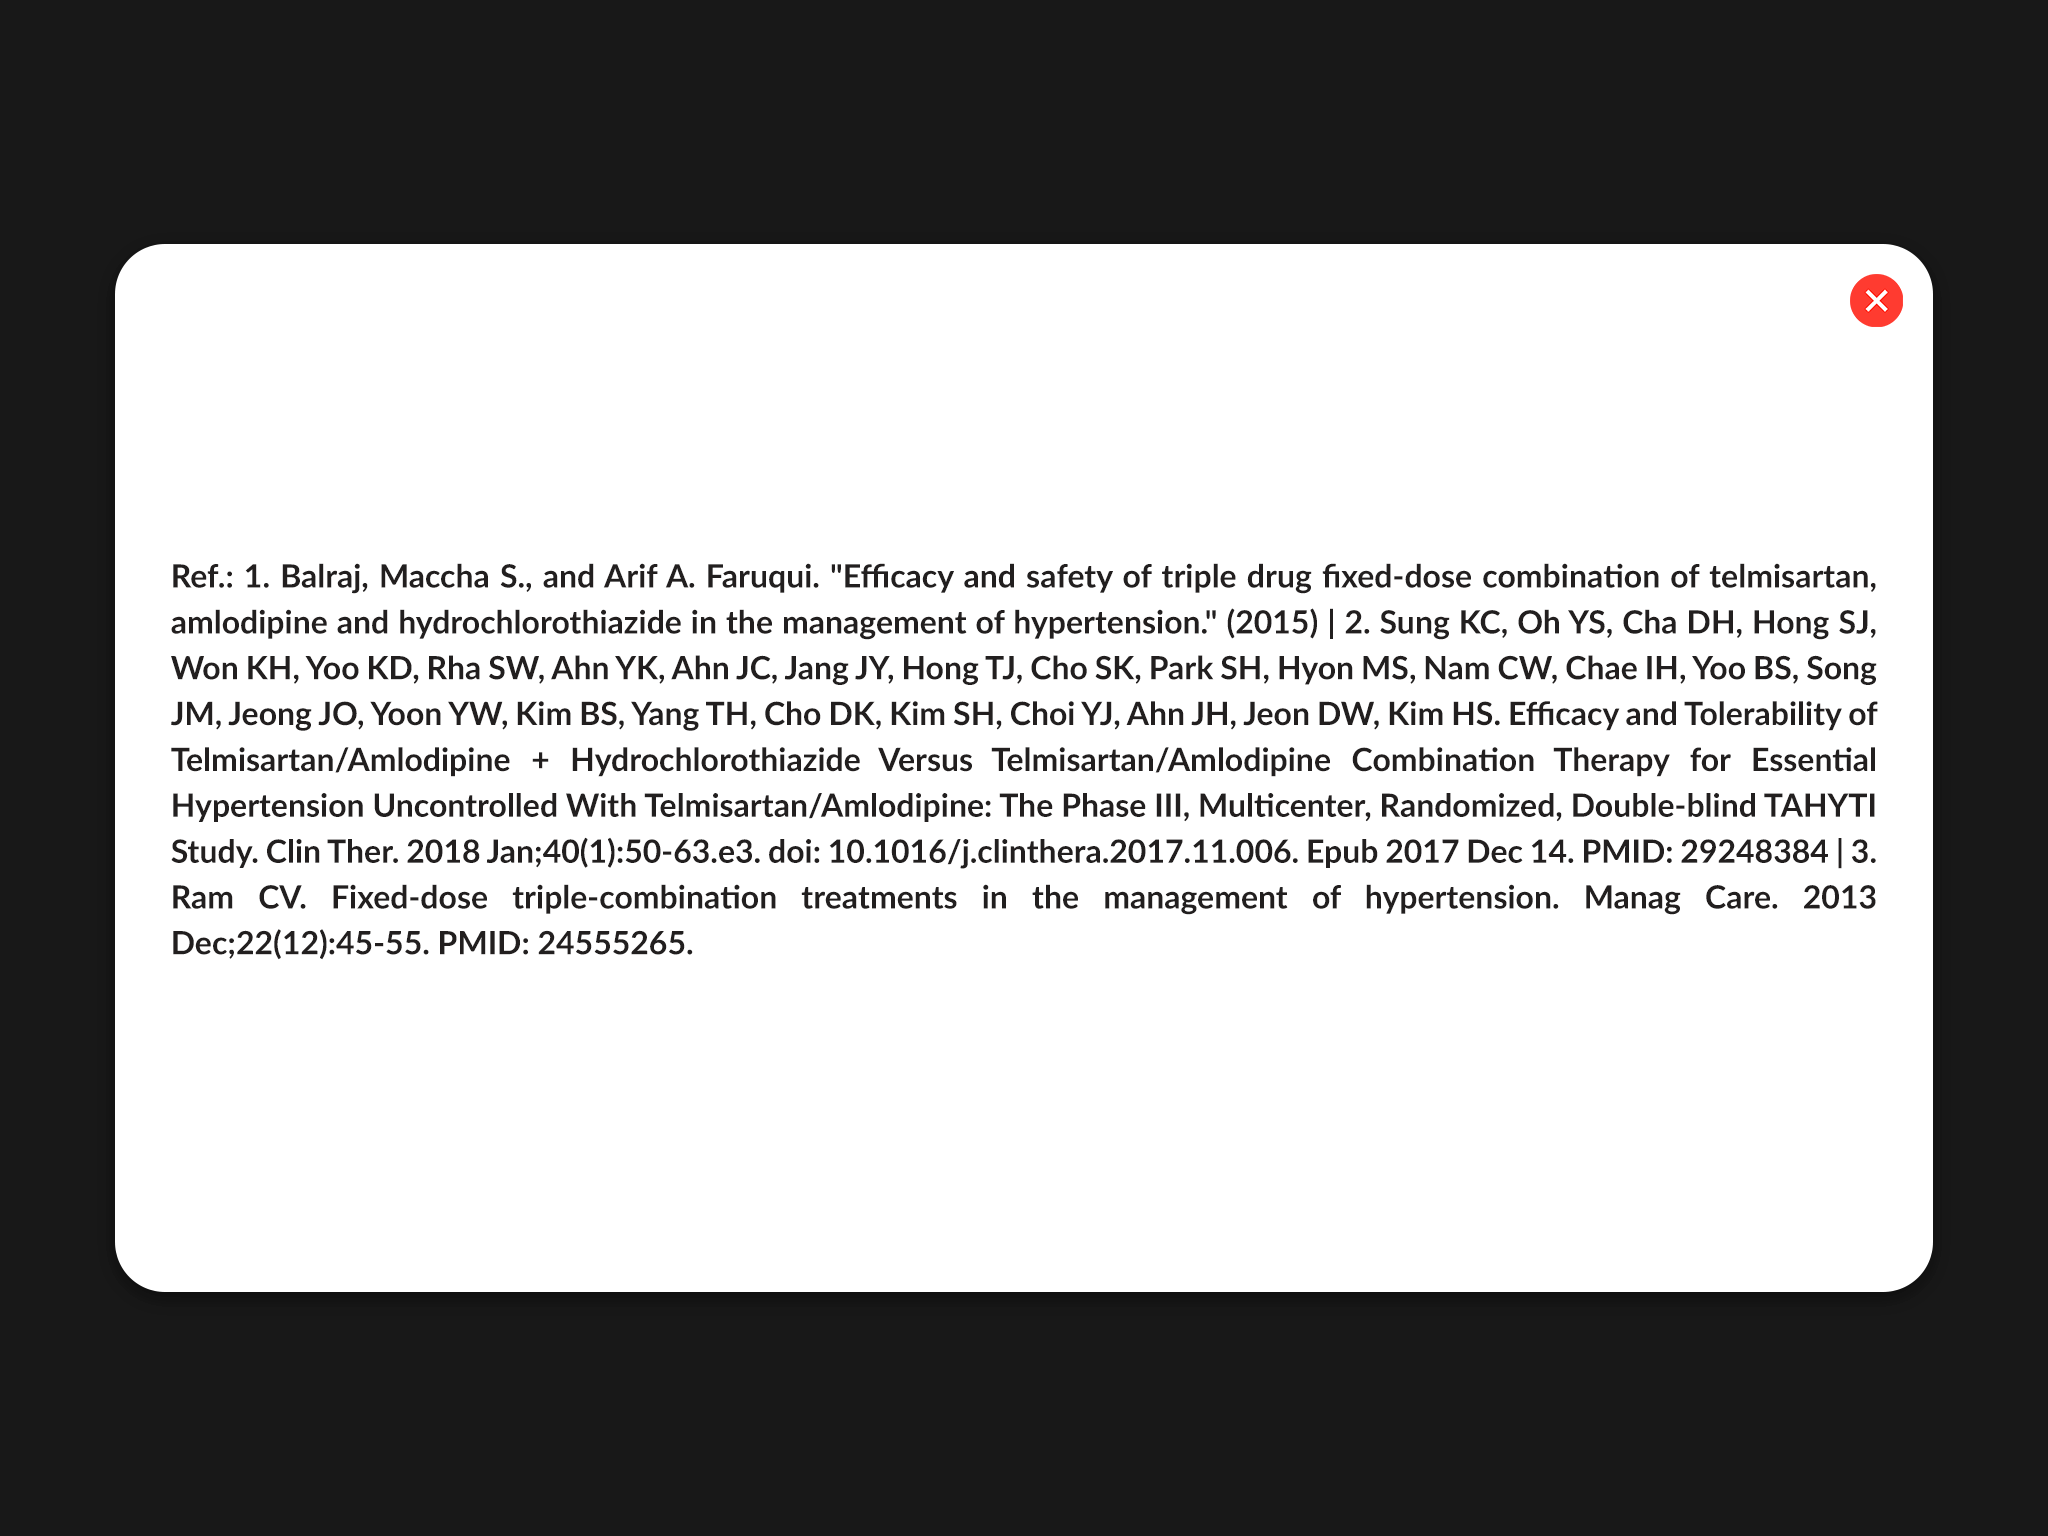 Ref.: 1. Balraj, Maccha S., and Arif A. Faruqui. "Efficacy and safety of triple drug fixed-dose combination of telmisartan,
amlodipine and hydrochlorothiazide in the management of hypertension." (2015) | 2. Sung KC, Oh YS, Cha DH, Hong SJ,
Won KH, Yoo KD, Rha SW, Ahn YK, Ahn JC, Jang JY, Hong TJ, Cho SK, Park SH, Hyon MS, Nam CW, Chae IH, Yoo BS, Song
JM, Jeong JO, Yoon YW, Kim BS, Yang TH, Cho DK, Kim SH, Choi YJ, Ahn JH, Jeon DW, Kim HS. Efficacy and Tolerability of
Telmisartan/Amlodipine + Hydrochlorothiazide Versus Telmisartan/Amlodipine Combination Therapy for Essential
Hypertension Uncontrolled With Telmisartan/Amlodipine: The Phase III, Multicenter, Randomized, Double-blind TAHYTI
Study. Clin Ther. 2018 Jan;40(1):50-63.e3. doi: 10.1016/j.clinthera.2017.11.006. Epub 2017 Dec 14. PMID: 29248384 | 3.
Ram CV. Fixed-dose triple-combination treatments in the management of hypertension. Manag Care. 2013
Dec;22(12):45-55. PMID: 24555265.